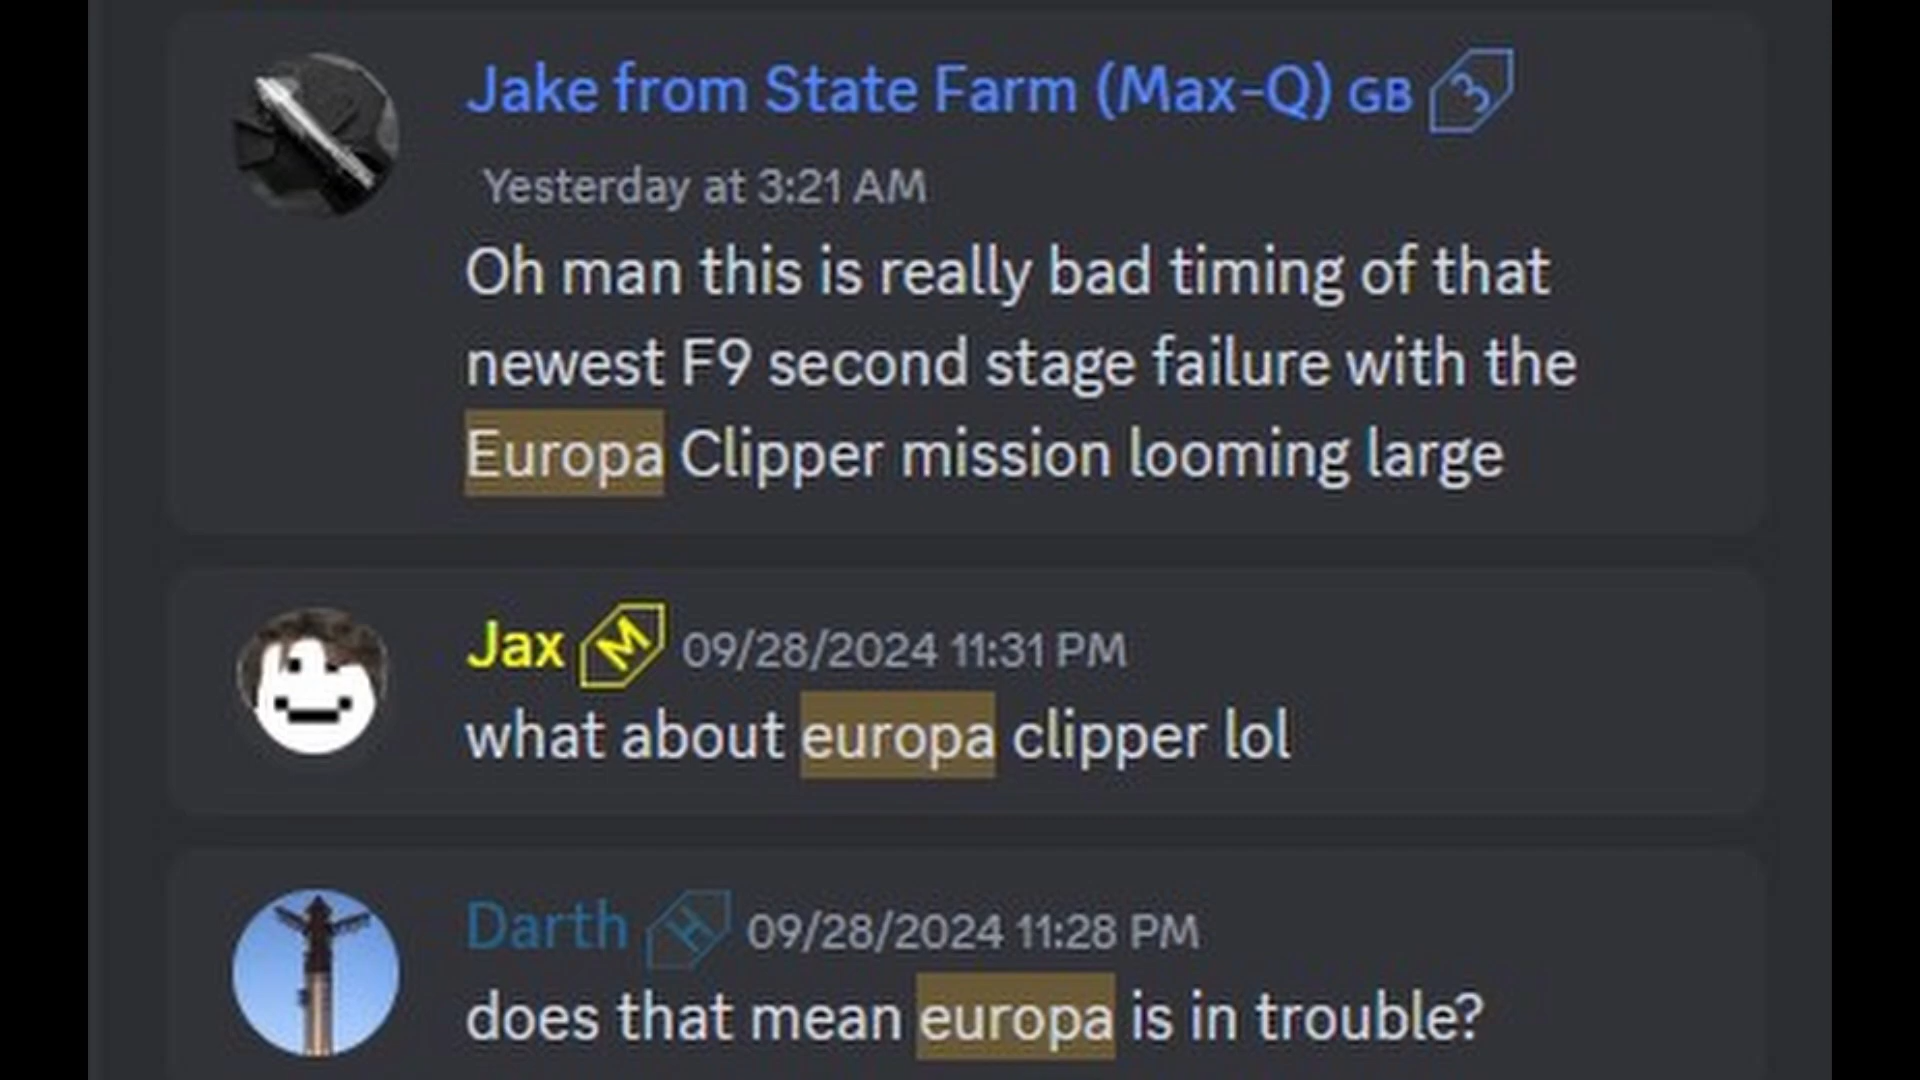 Jake from State Farm (Max-Q) GB 3
Yesterday at 3:21 AM
Oh man this is really bad timing of that
newest F9 second stage failure with the
Europa Clipper mission looming large
Jax M 09/28/2024 11:31 PM
what about europa clipper lol
Darth H 09/28/2024 11:28 PM
does that mean europa is in trouble?